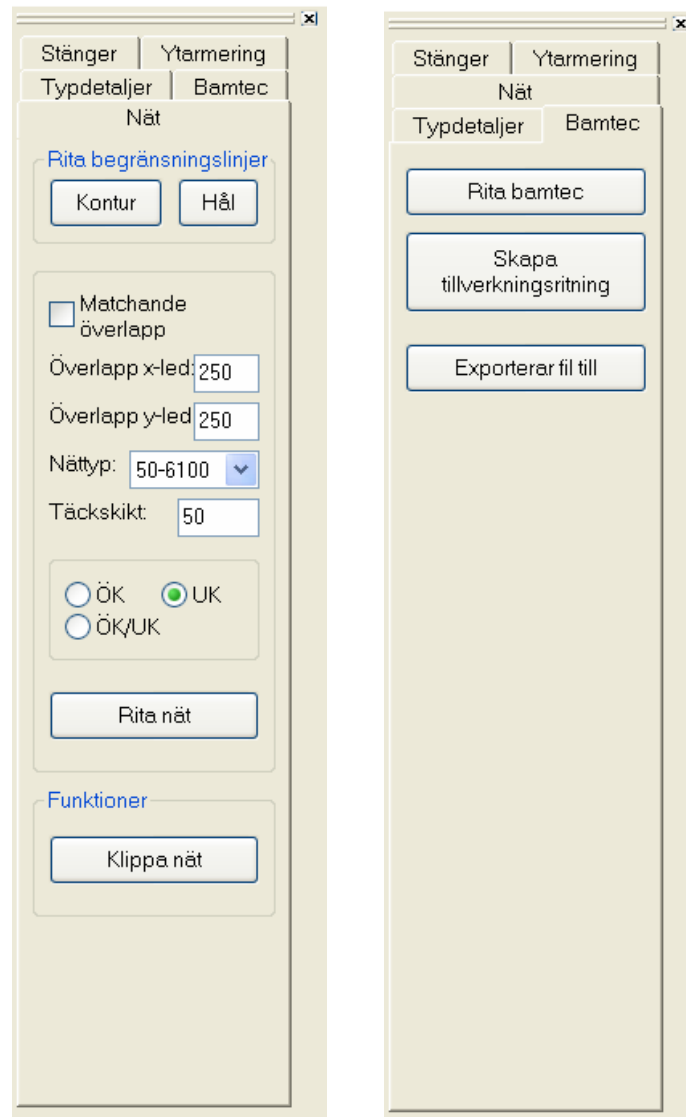 Stänger Ytarmering
Typdetaljer Bamtec
Nät
Rita begränsningslinjer
Kontur Hål
Matchande
överlapp
Överlapp x-led: 250
Överlapp y-led 250
Nättyp: 50-6100
Täckskikt: 50
ÖK UK
ÖK/UK
Rita nät
Funktioner
Klippa nät
Stänger Ytarmering
Nät
Typdetaljer Bamtec
Rita bamtec
Skapa
tillverkningsritning
Exporterar fil till